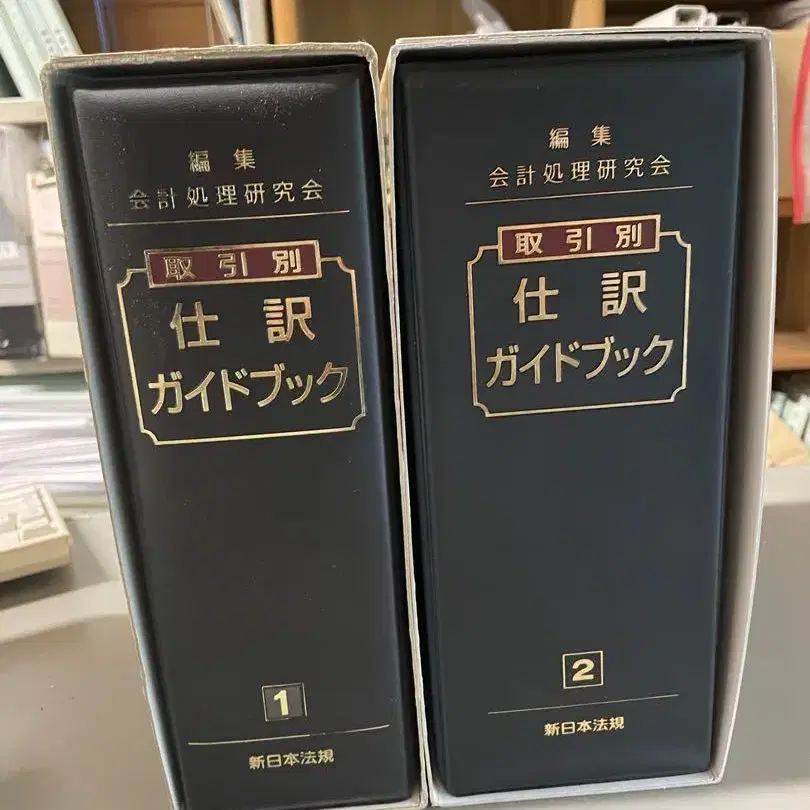 編集
会計処理研究会
取引別
仕訳
ガイドブック
1
新日本法規
編集
会計処理研究会
取引別
仕訳
ガイドブック
2
新日本法規